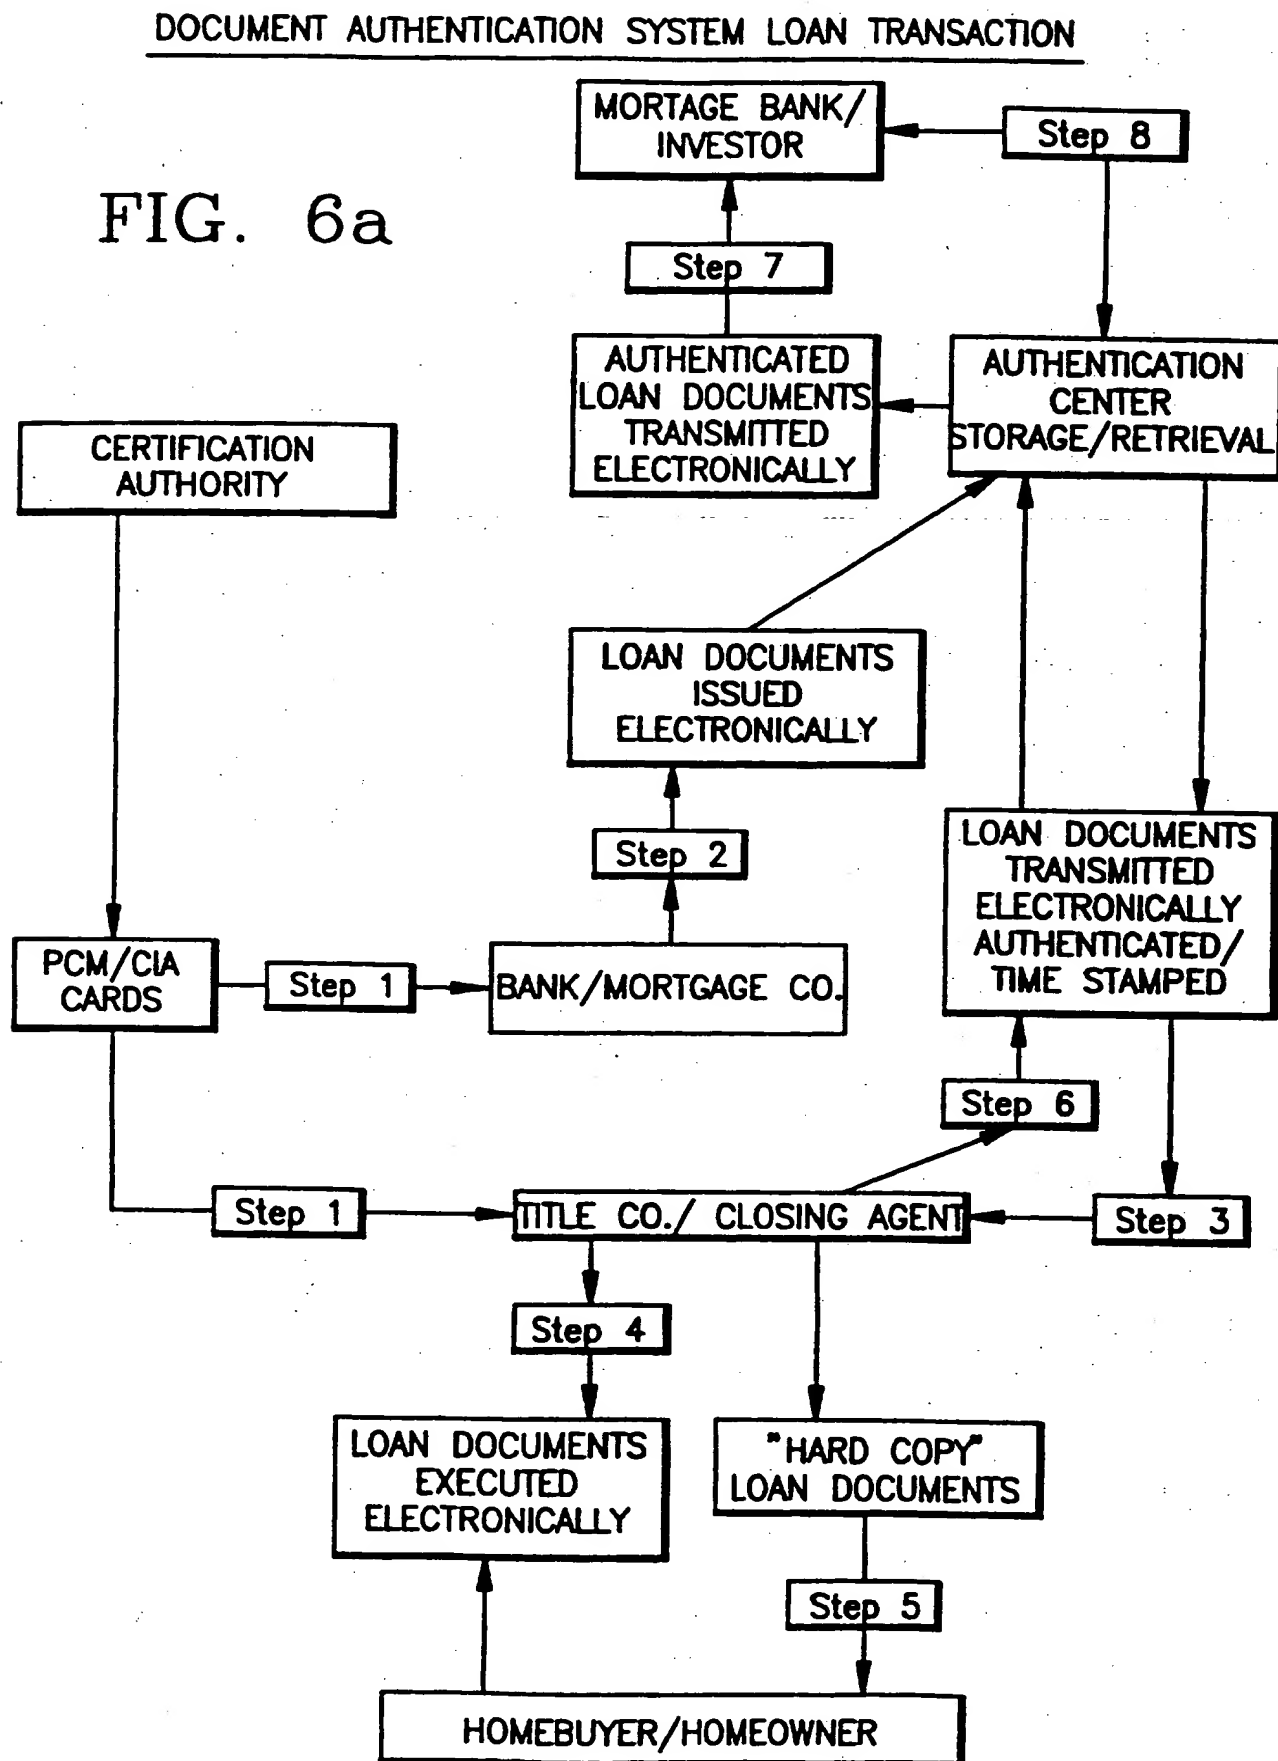 DOCUMENT AUTHENTICATION SYSTEM LOAN TRANSACTION
MORTAGE BANK/
INVESTOR
Step 8
FIG. 6a
Step 7
AUTHENTICATED
LOAN DOCUMENTS
TRANSMITTED
ELECTRONICALLY
AUTHENTICATION
CENTER
STORAGE/RETRIEVAL
CERTIFICATION
AUTHORITY
LOAN DOCUMENTS
ISSUED
ELECTRONICALLY
Step 2
LOAN DOCUMENTS
TRANSMITTED
ELECTRONICALLY
AUTHENTICATED/
TIME STAMPED
PCM/CIA
CARDS
Step 1
BANK/MORTGAGE CO.
Step 6
Step 1
TITLE CO./ CLOSING AGENT
Step 3
Step 4
LOAN DOCUMENTS
EXECUTED
ELECTRONICALLY
"HARD COPY"
LOAN DOCUMENTS
Step 5
HOMEBUYER/HOMEOWNER